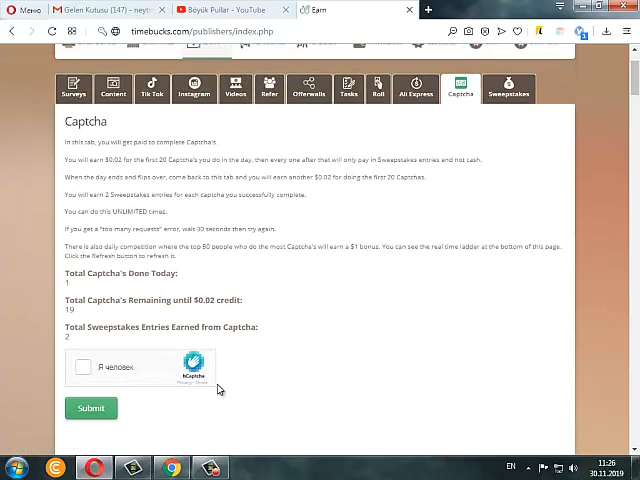 Меню
Gelen Kutusu (147) - neytm
Böyük Pullar - YouTube
Earn
timebucks.com/publishers/index.php
Surveys
Content
Tik Tok
Instagram
Videos
Refer
Offerwalls
Tasks
Roll
Ali Express
Captcha
Sweepstakes
Captcha
In this tab, you will get paid to complete Captcha's.
You will earn $0.02 for the first 20 Captcha's you do in the day, then every one after that will only pay in Sweepstakes entries and not cash.
When the day ends and flips over, come back to this tab and you will earn another $0.02 for doing the first 20 Captchas.
You will earn 2 Sweepstakes entries for each captcha you successfully complete.
You can do this UNLIMITED times.
If you get a "too many requests" error, wait 30 seconds then try again.
There is also daily competition where the top 50 people who do the most Captcha's will earn a $1 bonus. You can see the real time ladder at the bottom of this page.
Click the Refresh button to refresh it.
Total Captcha's Done Today:
1
Total Captcha's Remaining until $0.02 credit:
19
Total Sweepstakes Entries Earned from Captcha:
2
Я человек
hCaptcha
Privacy - Terms
Submit
EN
11:26
30.11.2019